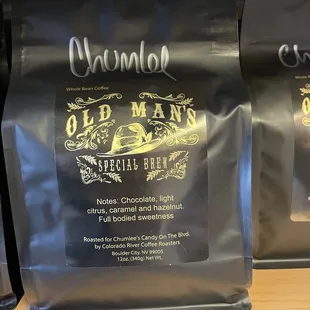 Chumlee
Whole Bean Coffee
OLD MAN'S
SPECIAL BREW
Notes: Chocolate, light
citrus, caramel and hazelnut.
Full bodied sweetness
Roasted for Chumlee's Candy On The Blvd.
by Colorado River Coffee Roasters
Boulder City, NV 89005
12oz. (340g) Net Wt.